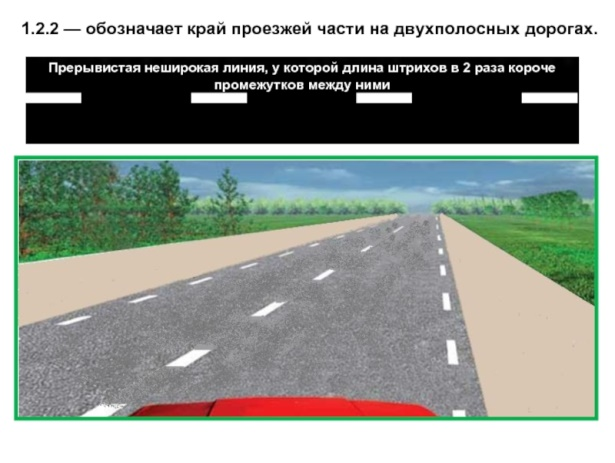 1.2.2 — обозначает край проезжей части на двухполосных дорогах.
Прерывистая неширокая линия, у которой длина штрихов в 2 раза короче
промежутков между ними